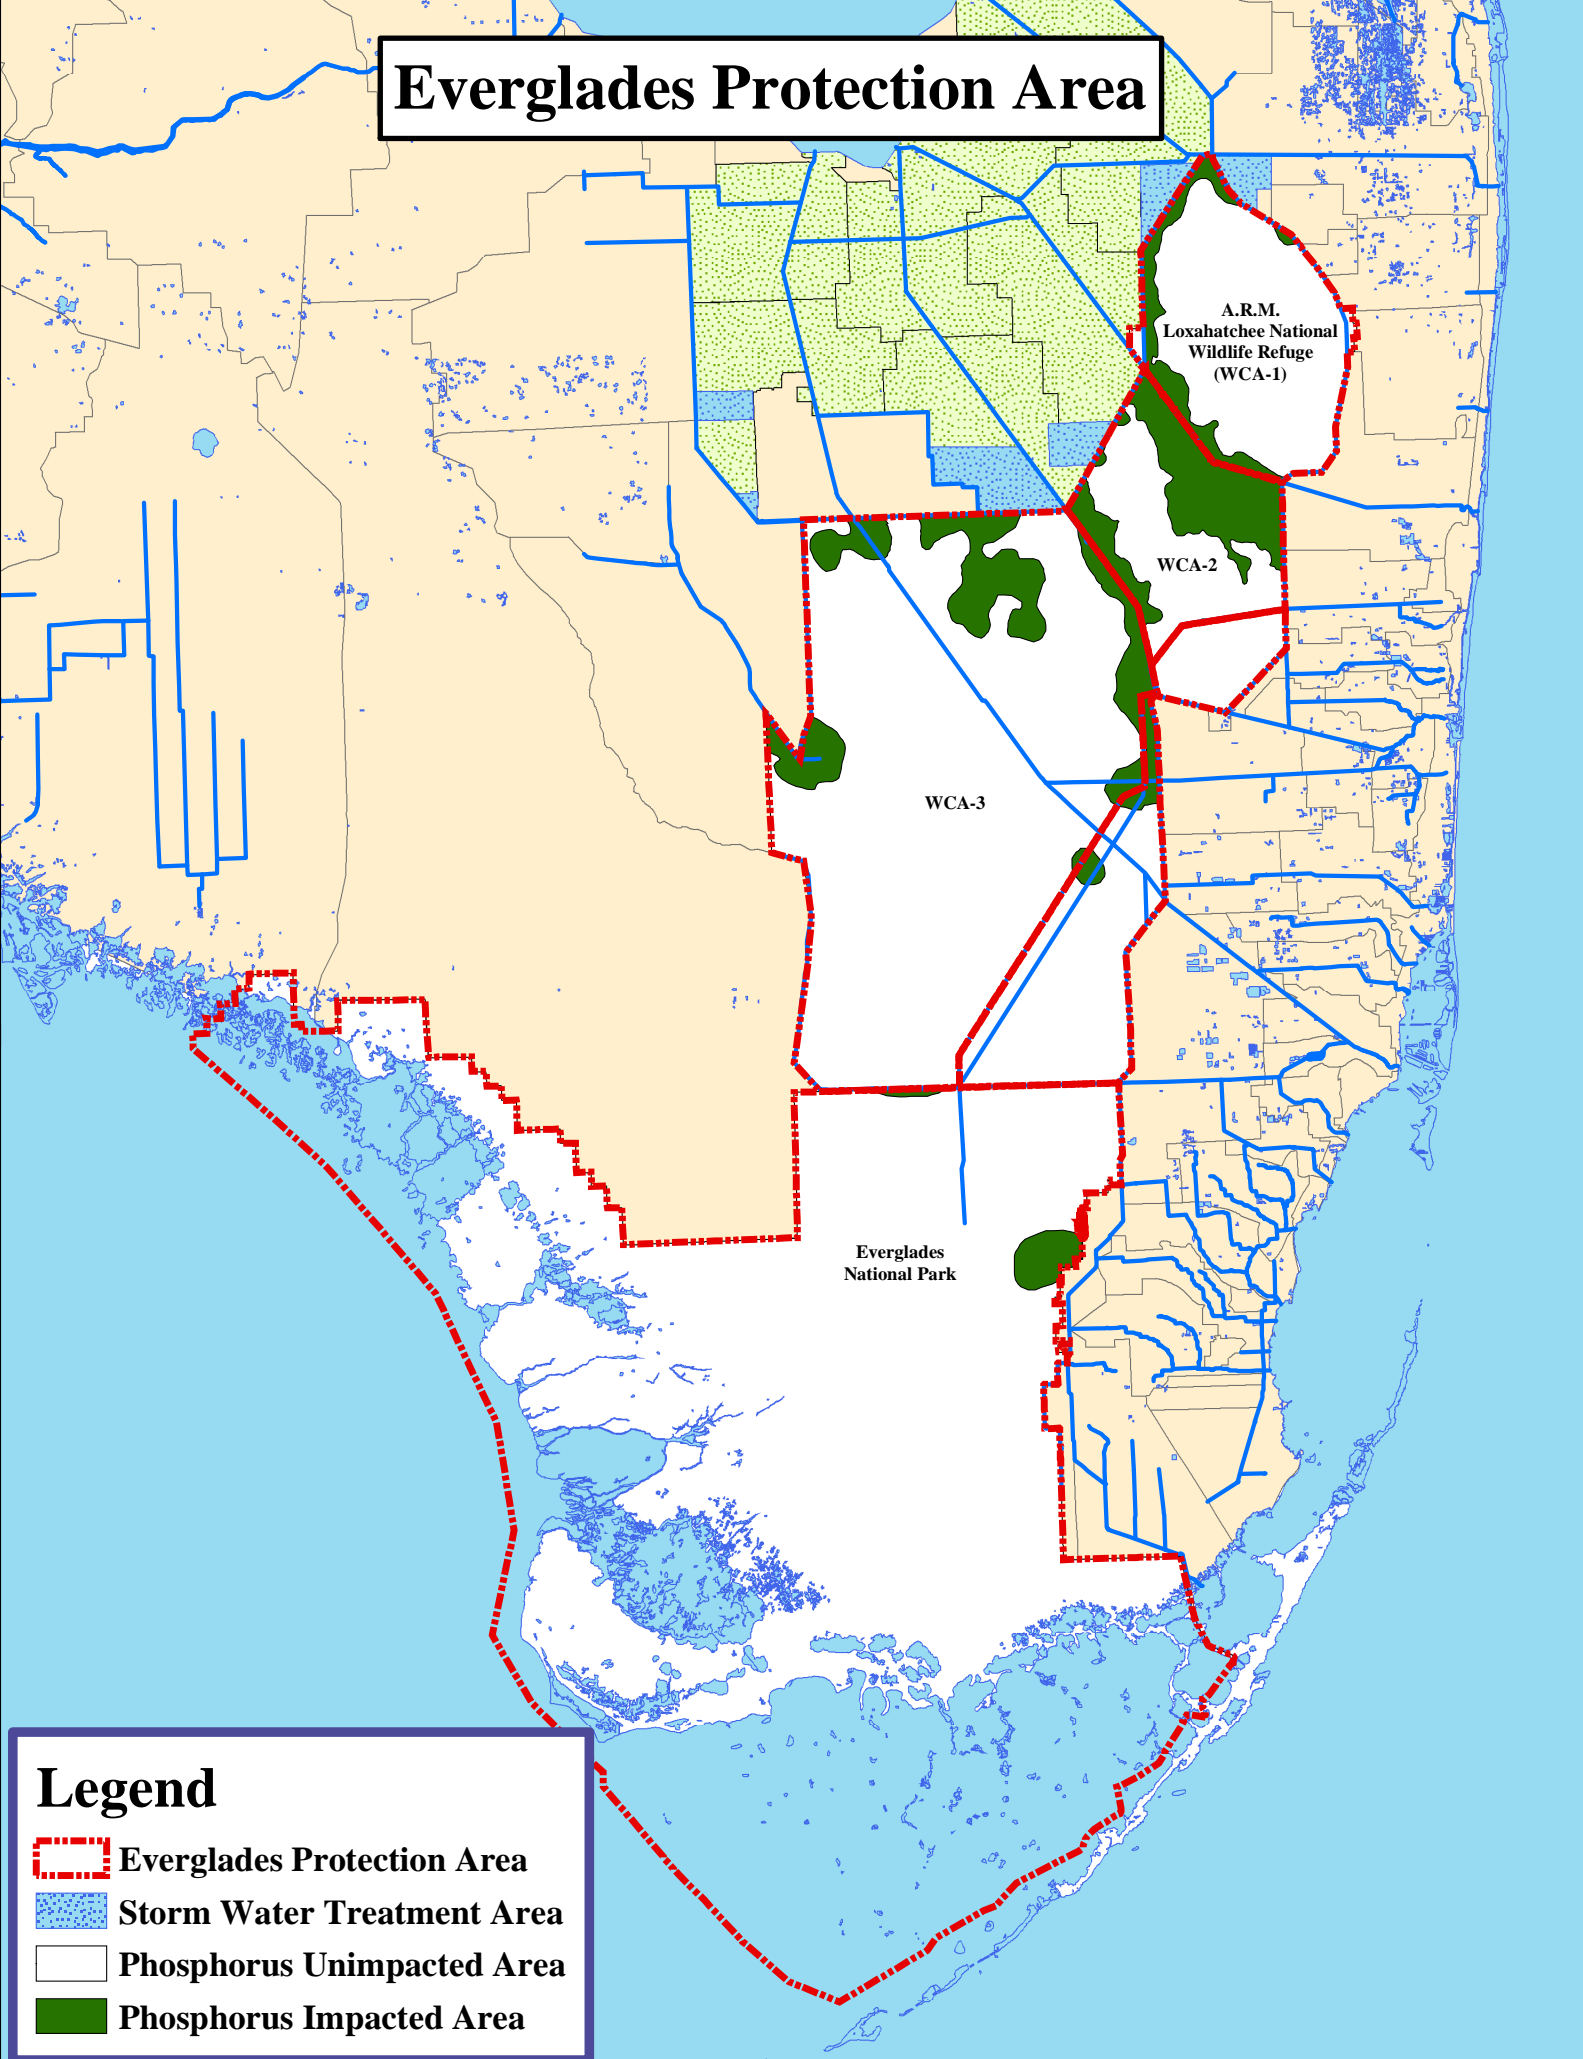 Everglades Protection Area
A.R.M.
Loxahatchee National
Wildlife Refuge
(WCA-1)
WCA-2
WCA-3
Everglades
National Park
Legend
Everglades Protection Area
Storm Water Treatment Area
Phosphorus Unimpacted Area
Phosphorus Impacted Area